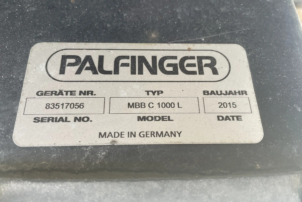 PALFINGER
GERÄTE NR. TYP BAUJAHR
83517056 MBB C 1000 L 2015
SERIAL NO. MODEL DATE
MADE IN GERMANY